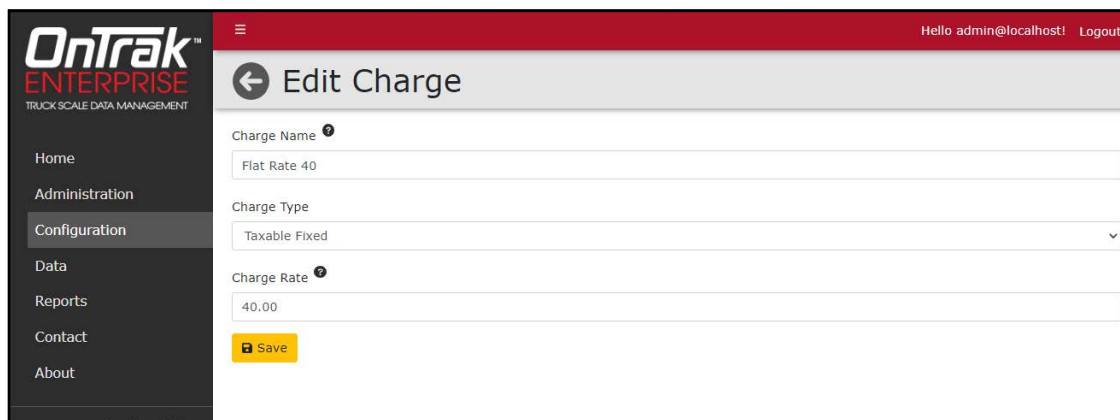 OnTrak™
ENTERPRISE
TRUCK SCALE DATA MANAGEMENT
Home
Administration
Configuration
Data
Reports
Contact
About
Hello admin@localhost! Logout
Edit Charge
Charge Name ?
Flat Rate 40
Charge Type
Taxable Fixed
Charge Rate ?
40.00
Save